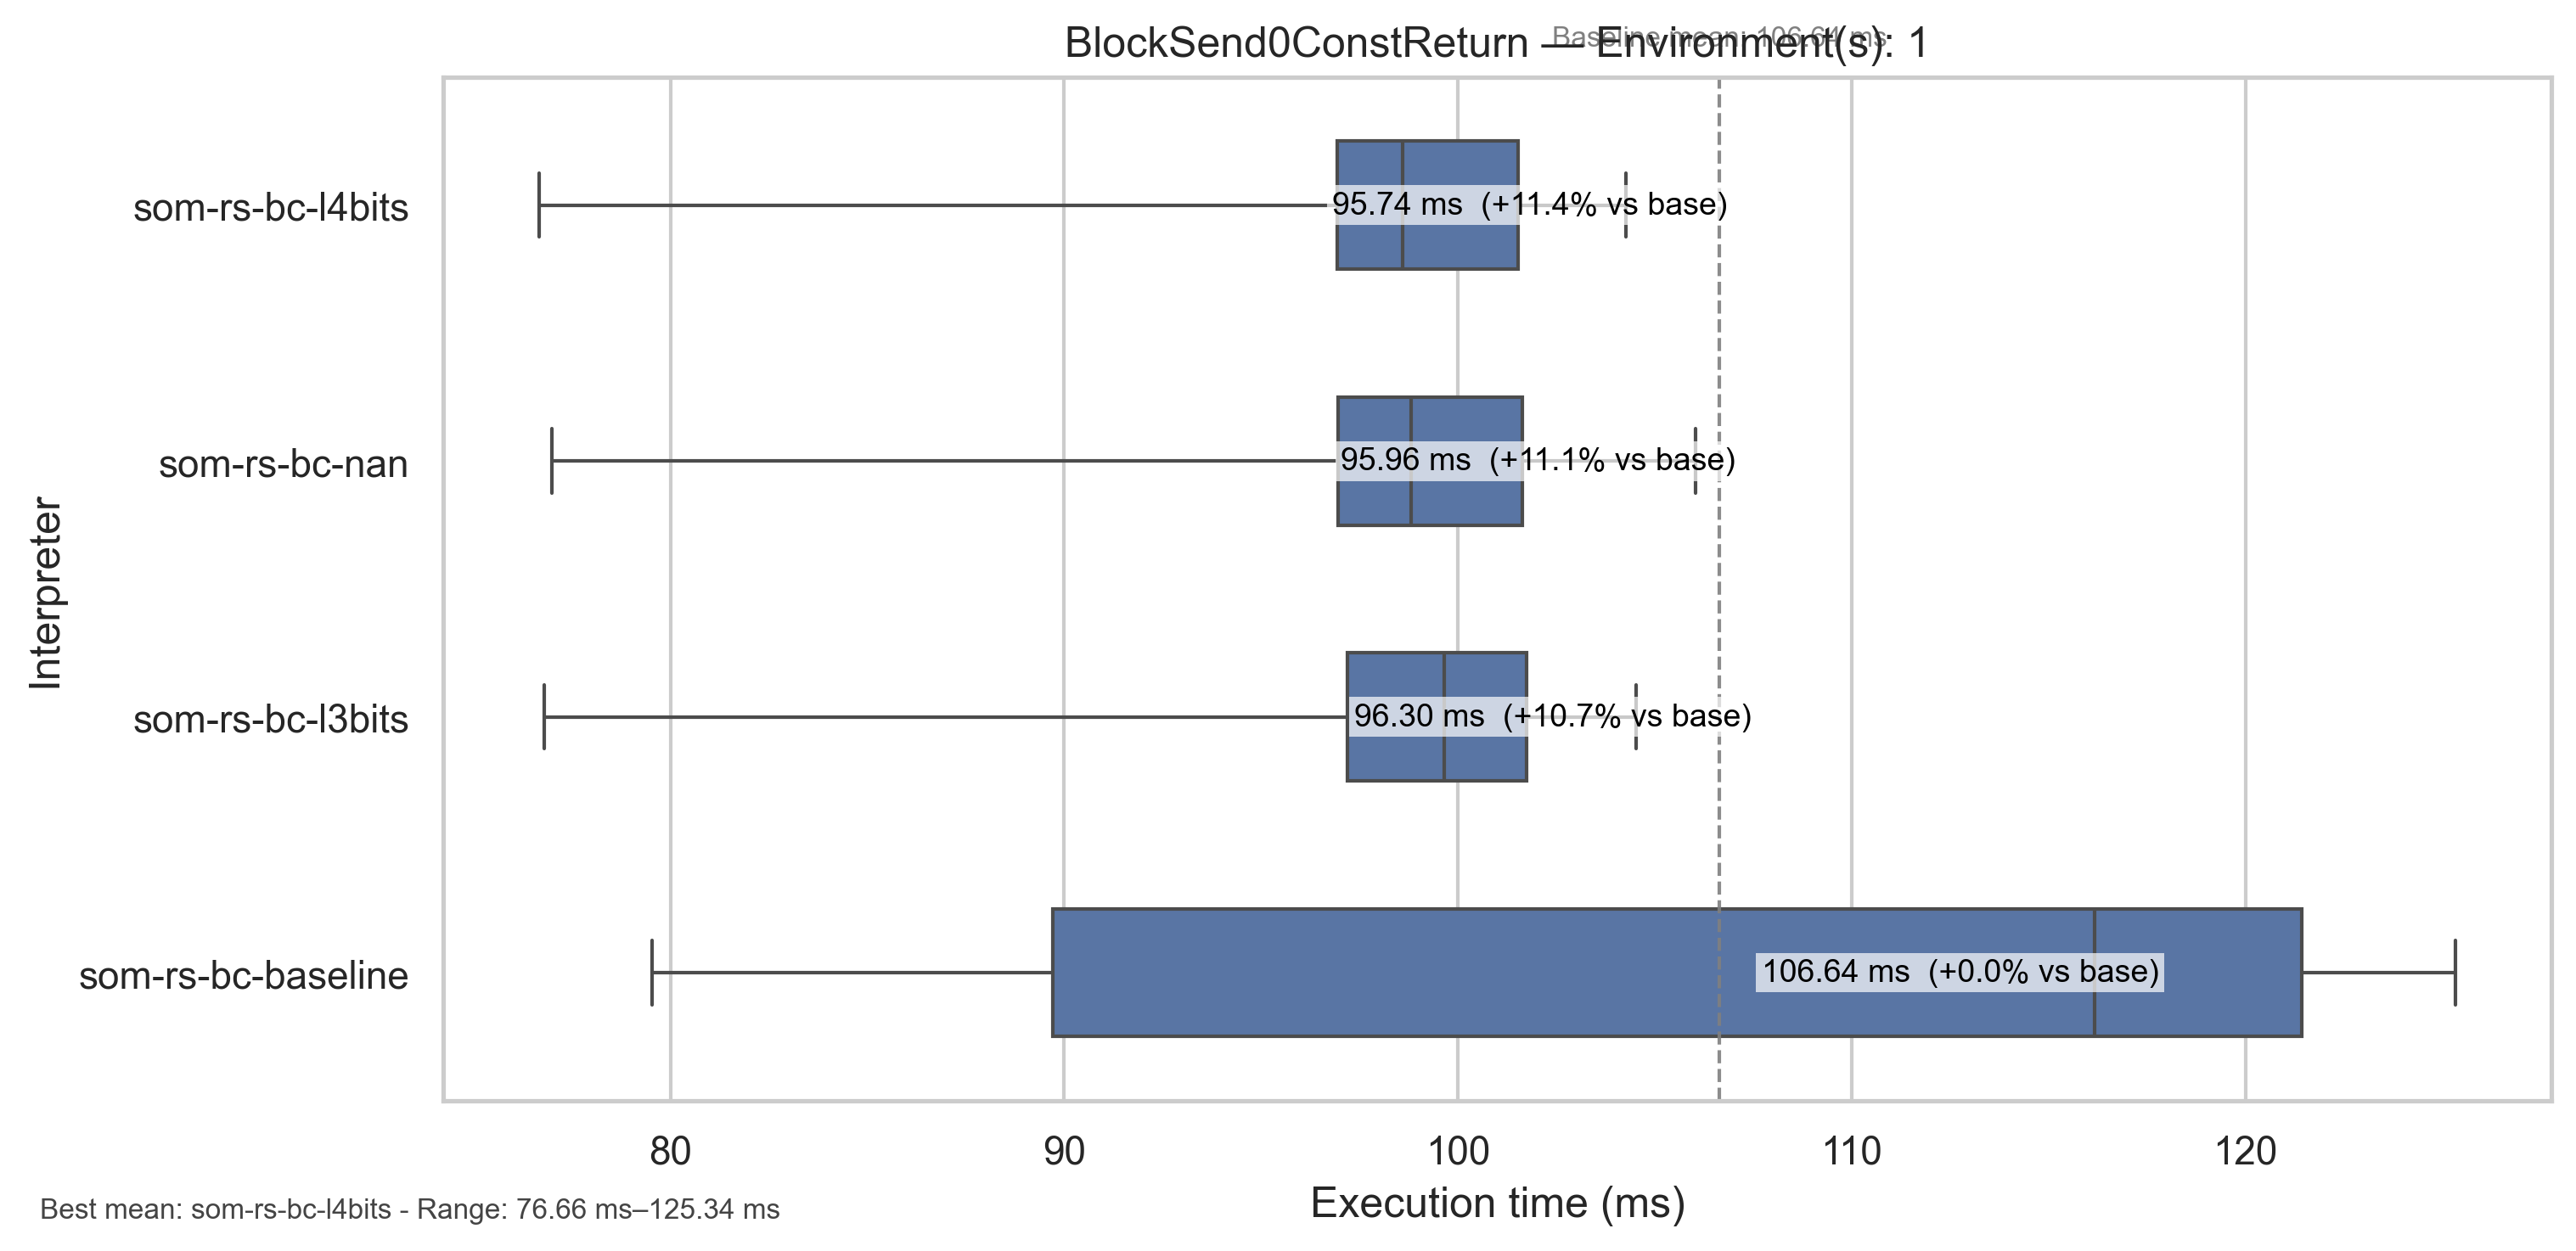 Baseline mean: 106.64 ms
BlockSend0ConstReturn — Environment(s): 1
Interpreter
som-rs-bc-l4bits
95.74 ms (+11.4% vs base)
som-rs-bc-nan
95.96 ms (+11.1% vs base)
som-rs-bc-l3bits
96.30 ms (+10.7% vs base)
som-rs-bc-baseline
106.64 ms (+0.0% vs base)
80 90 100 110 120
Execution time (ms)
Best mean: som-rs-bc-l4bits - Range: 76.66 ms–125.34 ms